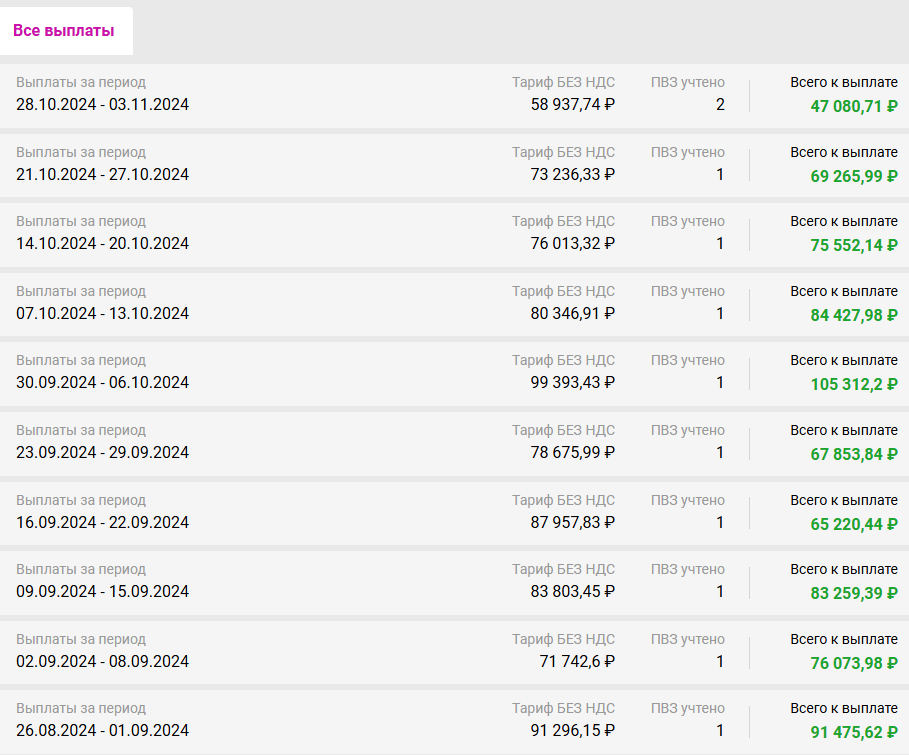 Все выплаты
Выплаты за период Тариф БЕЗ НДС ПВЗ учтено Всего к выплате
28.10.2024 - 03.11.2024 58 937,74 ₽ 2 47 080,71 ₽
Выплаты за период Тариф БЕЗ НДС ПВЗ учтено Всего к выплате
21.10.2024 - 27.10.2024 73 236,33 ₽ 1 69 265,99 ₽
Выплаты за период Тариф БЕЗ НДС ПВЗ учтено Всего к выплате
14.10.2024 - 20.10.2024 76 013,32 ₽ 1 75 552,14 ₽
Выплаты за период Тариф БЕЗ НДС ПВЗ учтено Всего к выплате
07.10.2024 - 13.10.2024 80 346,91 ₽ 1 84 427,98 ₽
Выплаты за период Тариф БЕЗ НДС ПВЗ учтено Всего к выплате
30.09.2024 - 06.10.2024 99 393,43 ₽ 1 105 312,2 ₽
Выплаты за период Тариф БЕЗ НДС ПВЗ учтено Всего к выплате
23.09.2024 - 29.09.2024 78 675,99 ₽ 1 67 853,84 ₽
Выплаты за период Тариф БЕЗ НДС ПВЗ учтено Всего к выплате
16.09.2024 - 22.09.2024 87 957,83 ₽ 1 65 220,44 ₽
Выплаты за период Тариф БЕЗ НДС ПВЗ учтено Всего к выплате
09.09.2024 - 15.09.2024 83 803,45 ₽ 1 83 259,39 ₽
Выплаты за период Тариф БЕЗ НДС ПВЗ учтено Всего к выплате
02.09.2024 - 08.09.2024 71 742,6 ₽ 1 76 073,98 ₽
Выплаты за период Тариф БЕЗ НДС ПВЗ учтено Всего к выплате
26.08.2024 - 01.09.2024 91 296,15 ₽ 1 91 475,62 ₽